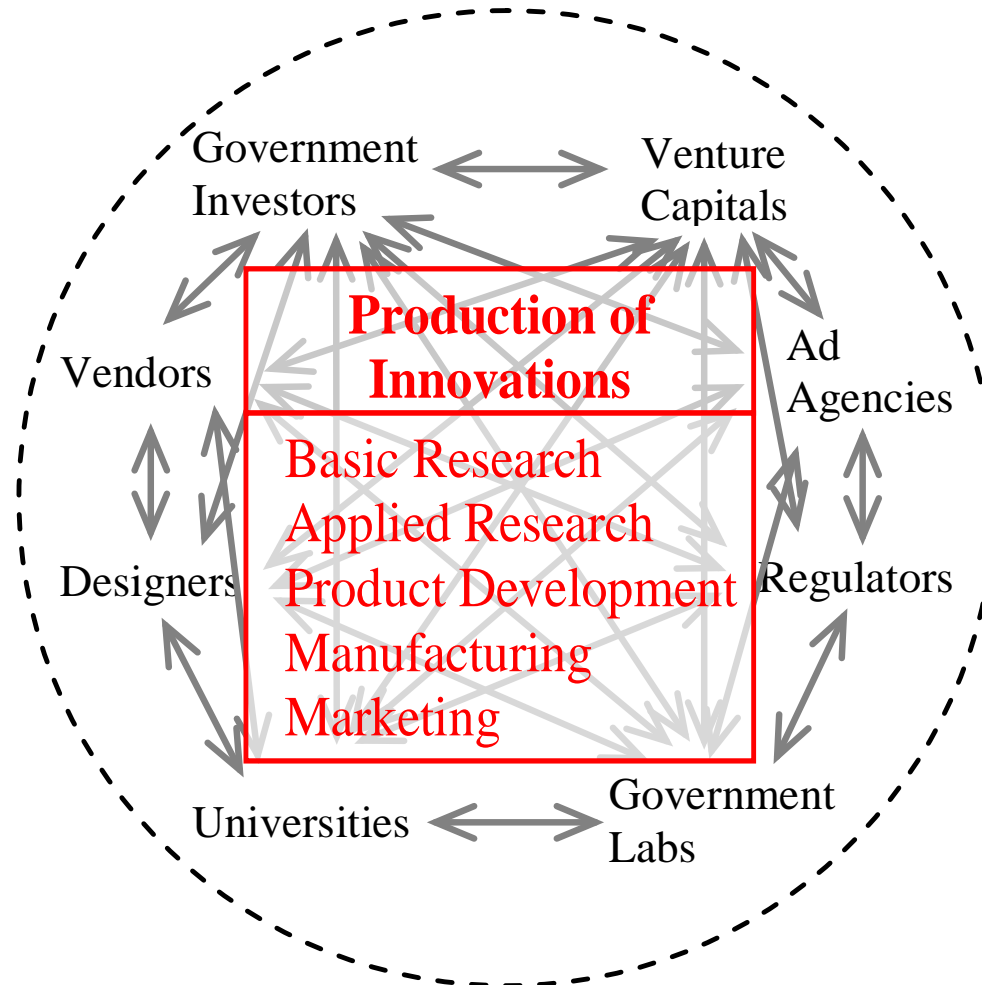 Government
Investors
Venture
Capitals
Production of
Innovations
Vendors
Ad
Agencies
Basic Research
Applied Research
Product Development
Manufacturing
Marketing
Designers
Regulators
Universities
Government
Labs